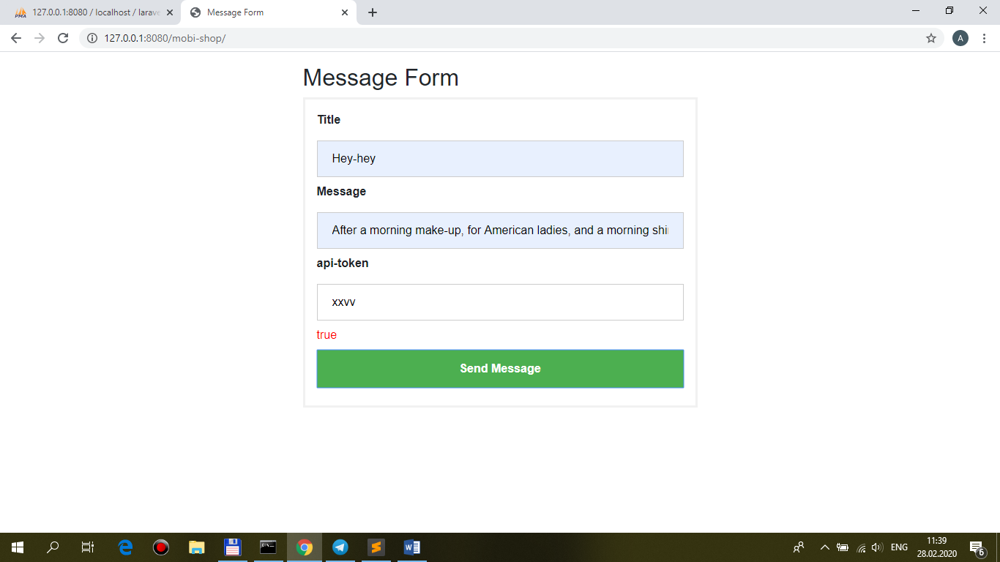 PMA
127.0.0.1:8080 / localhost / larave
Message Form
127.0.0.1:8080/mobi-shop/
A
Message Form
Title
Hey-hey
Message
After a morning make-up, for American ladies, and a morning shi
api-token
xxvv
true
Send Message
ENG
11:39
28.02.2020
6